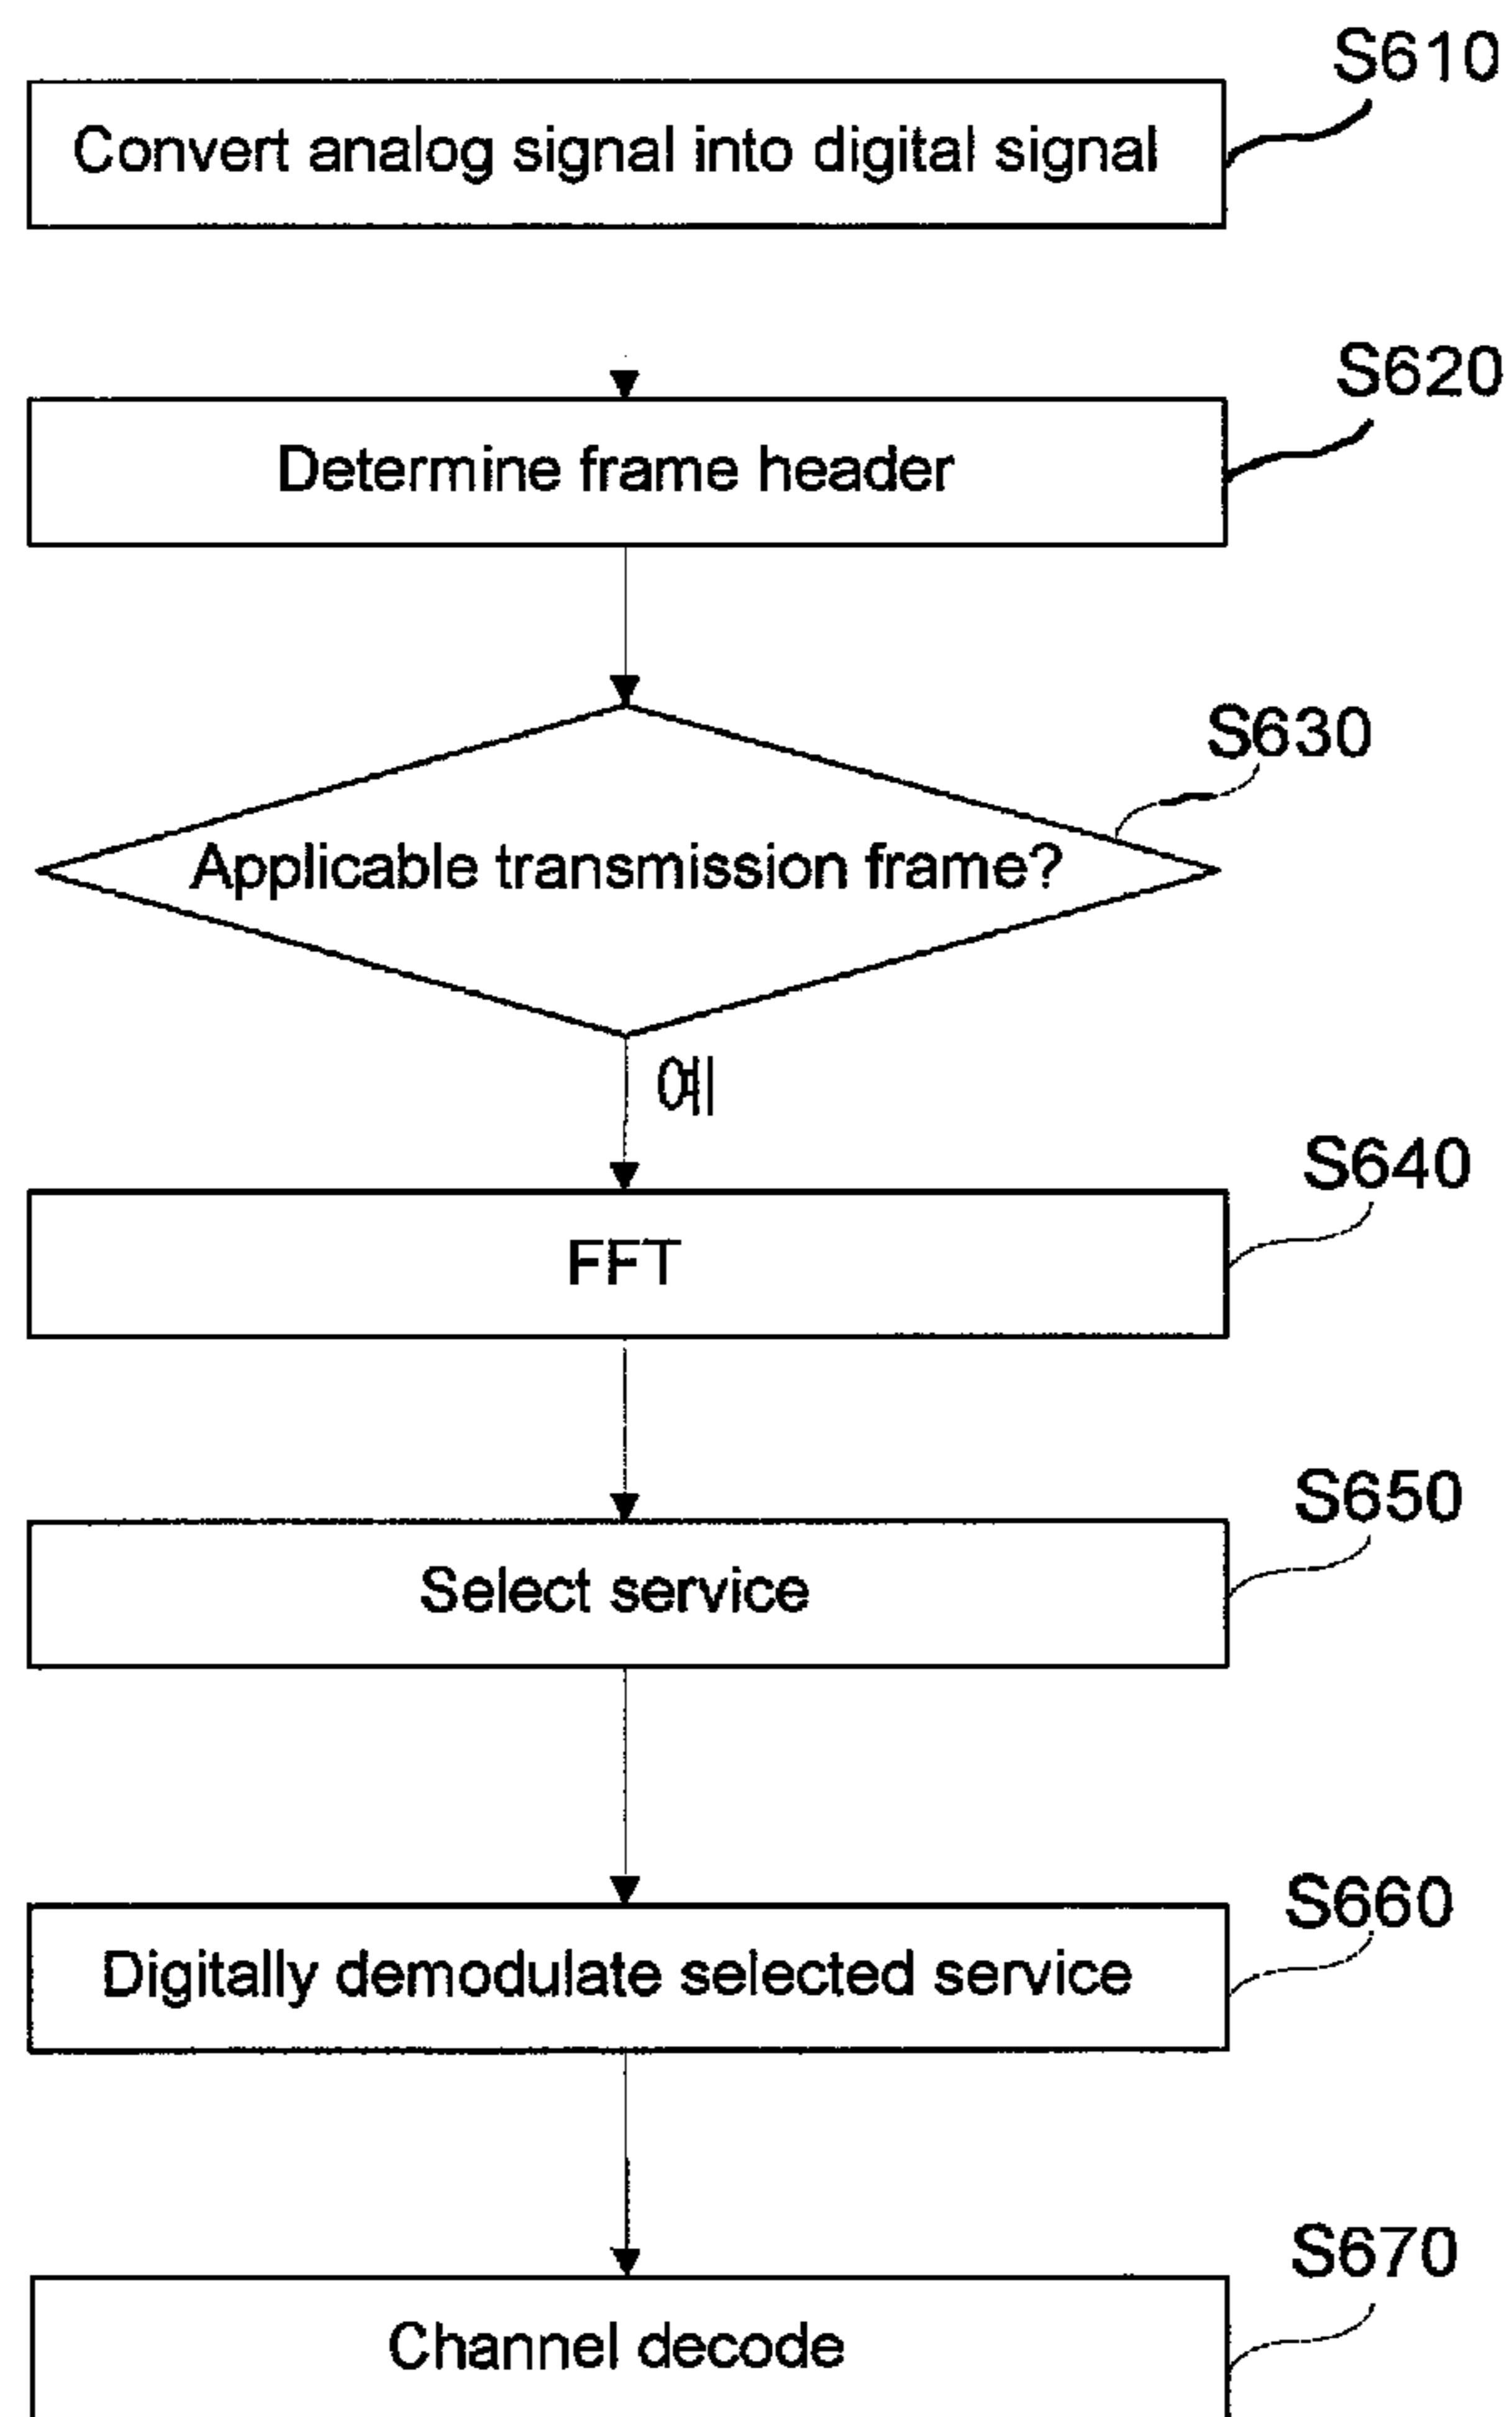 S610
Convert analog signal into digital signal
S620
Determine frame header
S630
Applicable transmission frame?
예
S640
FFT
S650
Select service
S660
Digitally demodulate selected service
S670
Channel decode